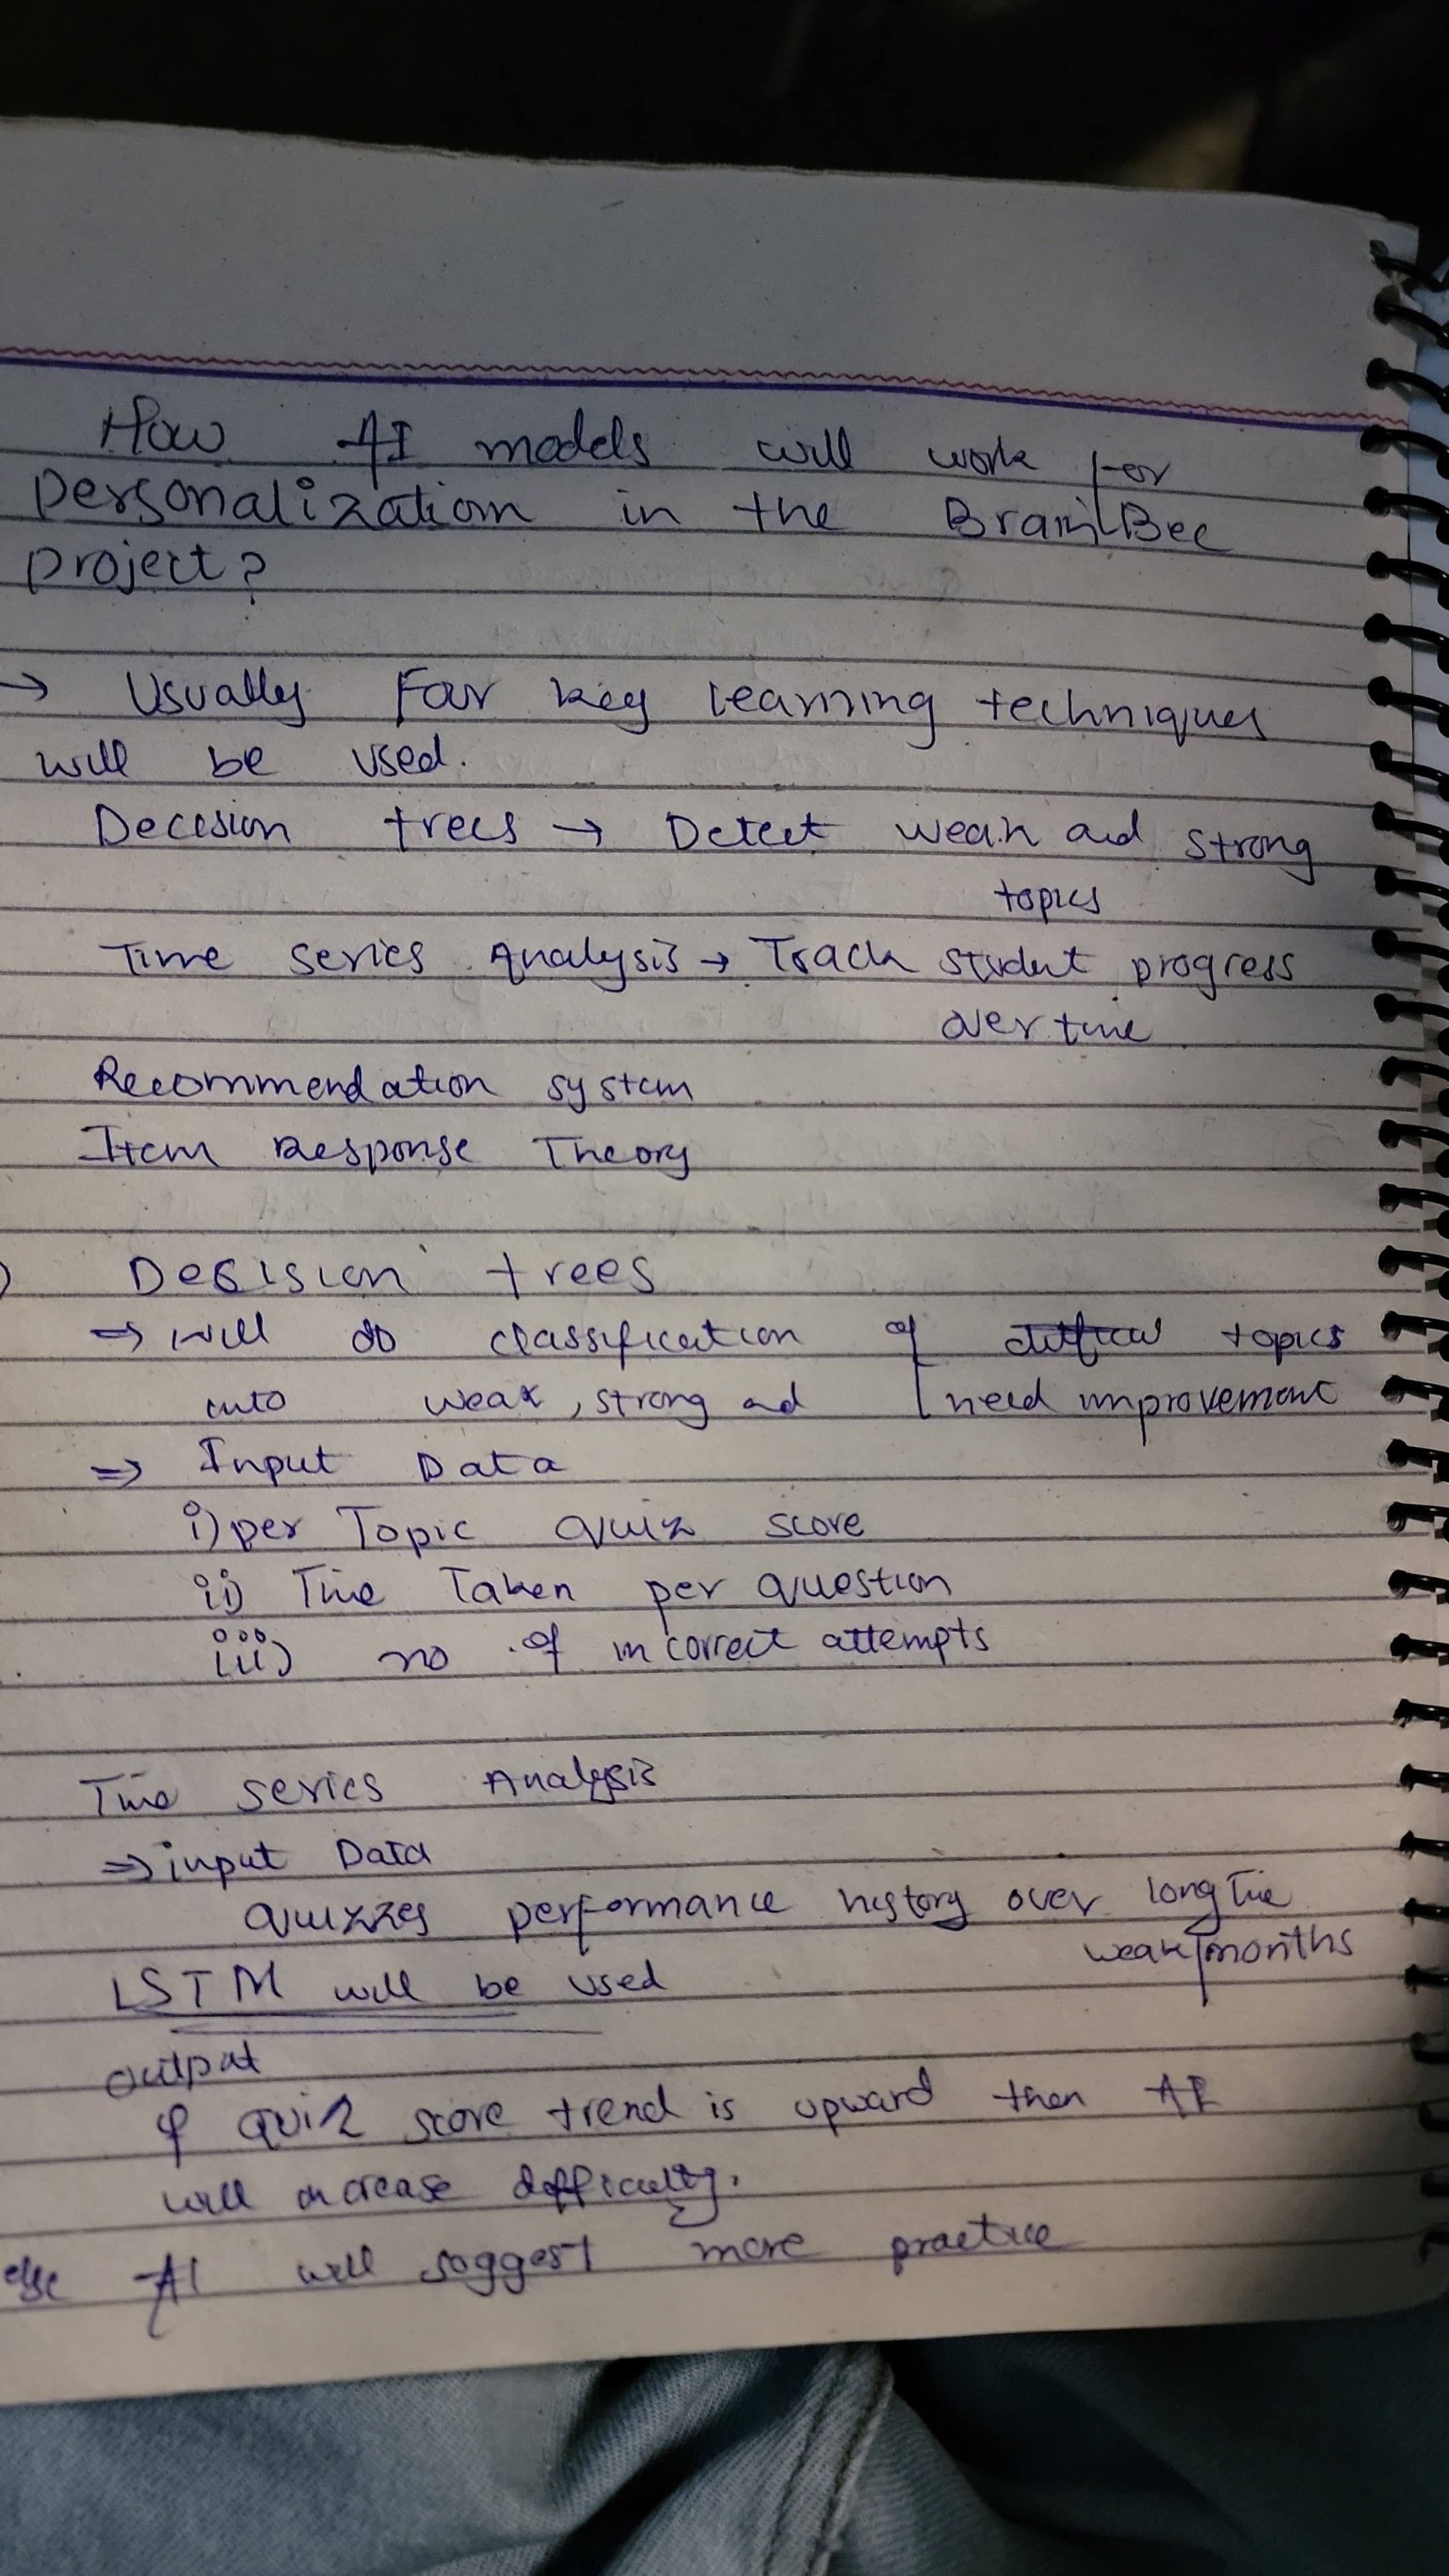 How AI models will work for
personalization in the BrainBee
project?
→ Usually Four key learning techniques
will be used.
Decision trees → Detect weak and strong
topics
Time series Analysis → Track student progress
over time
Recommendation system
Item Response Theory
Decision trees
⇒ will do classification of topics
into weak, strong and need improvement
⇒ Input Data
i) per Topic quiz score
ii) Time Taken per question
iii) no of incorrect attempts
Time series Analysis
⇒ input Data
quizzes performance history over long Time
weak/months
LSTM will be used
output
if quiz score trend is upward then AI
will increase difficulty.
else AI will suggest more practice